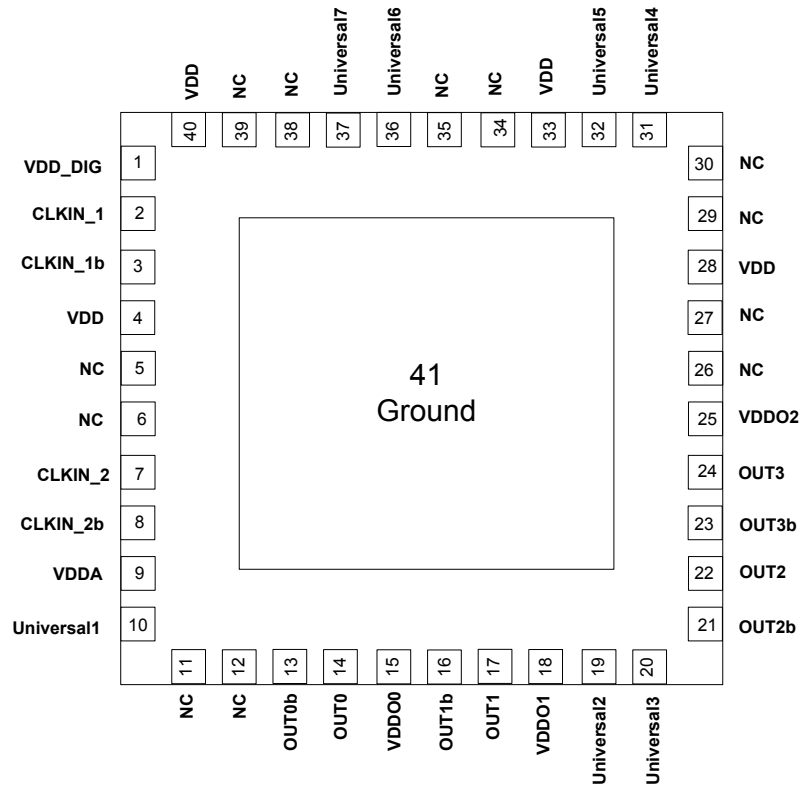 VDD
NC
NC
Universal7
Universal6
NC
NC
VDD
Universal5
Universal4
40
39
38
37
36
35
34
33
32
31
VDD_DIG 1
30 NC
CLKIN_1 2
29 NC
CLKIN_1b 3
28 VDD
VDD 4
27 NC
NC 5
26 NC
41
Ground
NC 6
25 VDDO2
CLKIN_2 7
24 OUT3
CLKIN_2b 8
23 OUT3b
VDDA 9
22 OUT2
Universal1 10
21 OUT2b
11
12
13
14
15
16
17
18
19
20
NC
NC
OUT0b
OUT0
VDDO0
OUT1b
OUT1
VDDO1
Universal2
Universal3